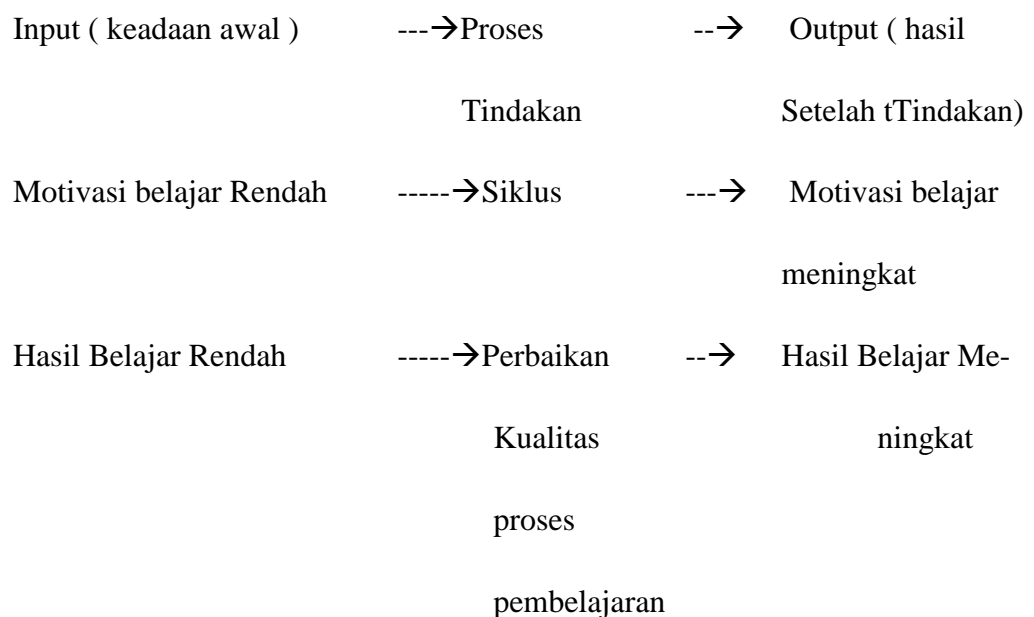 Input ( keadaan awal ) ---→Proses --→ Output ( hasil
Tindakan Setelah tTindakan)
Motivasi belajar Rendah -----→Siklus ---→ Motivasi belajar
meningkat
Hasil Belajar Rendah -----→Perbaikan --→ Hasil Belajar Me-
Kualitas ningkat
proses
pembelajaran